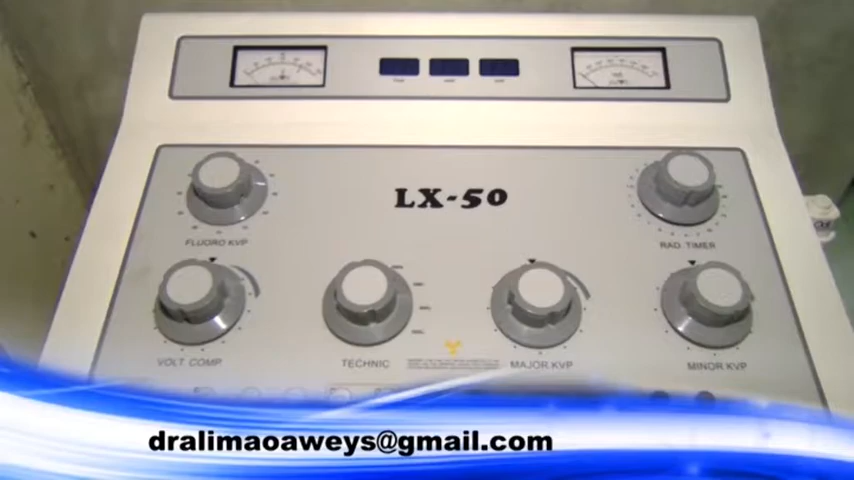 LX-50
FLUORO KVP
RAD. TIMER
VOLT COMP
TECHNIC
MAJOR KVP
MINOR KVP
dralimaoaweys@gmail.com